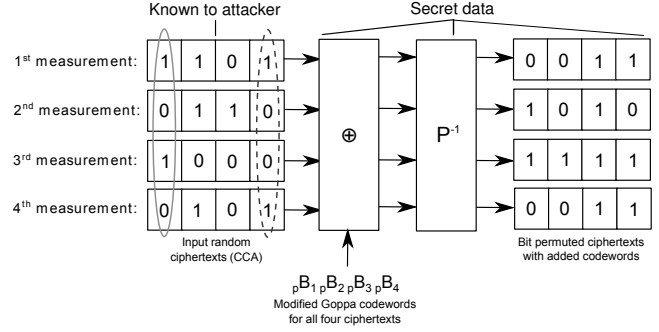 Known to attacker
Secret data
1st measurement: 1 1 0 1
0 0 1 1
2nd measurement: 0 1 1 0
1 0 1 0
⊕
P-1
3rd measurement: 1 0 0 0
1 1 1 1
4th measurement: 0 1 0 1
0 0 1 1
Input random
ciphertexts (CCA)
Bit permuted ciphertexts
with added codewords
pB1 pB2 pB3 pB4
Modified Goppa codewords
for all four ciphertexts